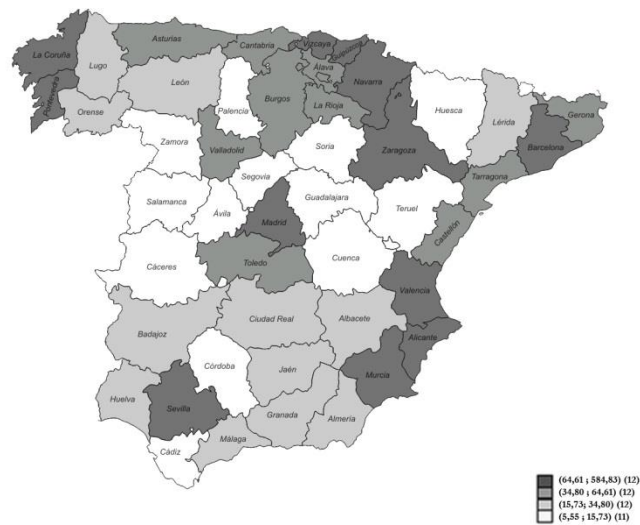 La Coruña
Lugo
Asturias
Cantabria
Vizcaya
Guipúzcoa
Álava
Navarra
Pontevedra
Orense
León
Palencia
Burgos
La Rioja
Huesca
Lérida
Gerona
Zamora
Valladolid
Soria
Zaragoza
Barcelona
Segovia
Tarragona
Salamanca
Ávila
Madrid
Guadalajara
Teruel
Castellón
Cáceres
Toledo
Cuenca
Valencia
Badajoz
Ciudad Real
Albacete
Alicante
Córdoba
Jaén
Murcia
Huelva
Sevilla
Granada
Almería
Málaga
Cádiz
(64,61 ; 584,83) (12)
(34,80 ; 64,61) (12)
(15,73; 34,80) (12)
(5,55 ; 15,73) (11)